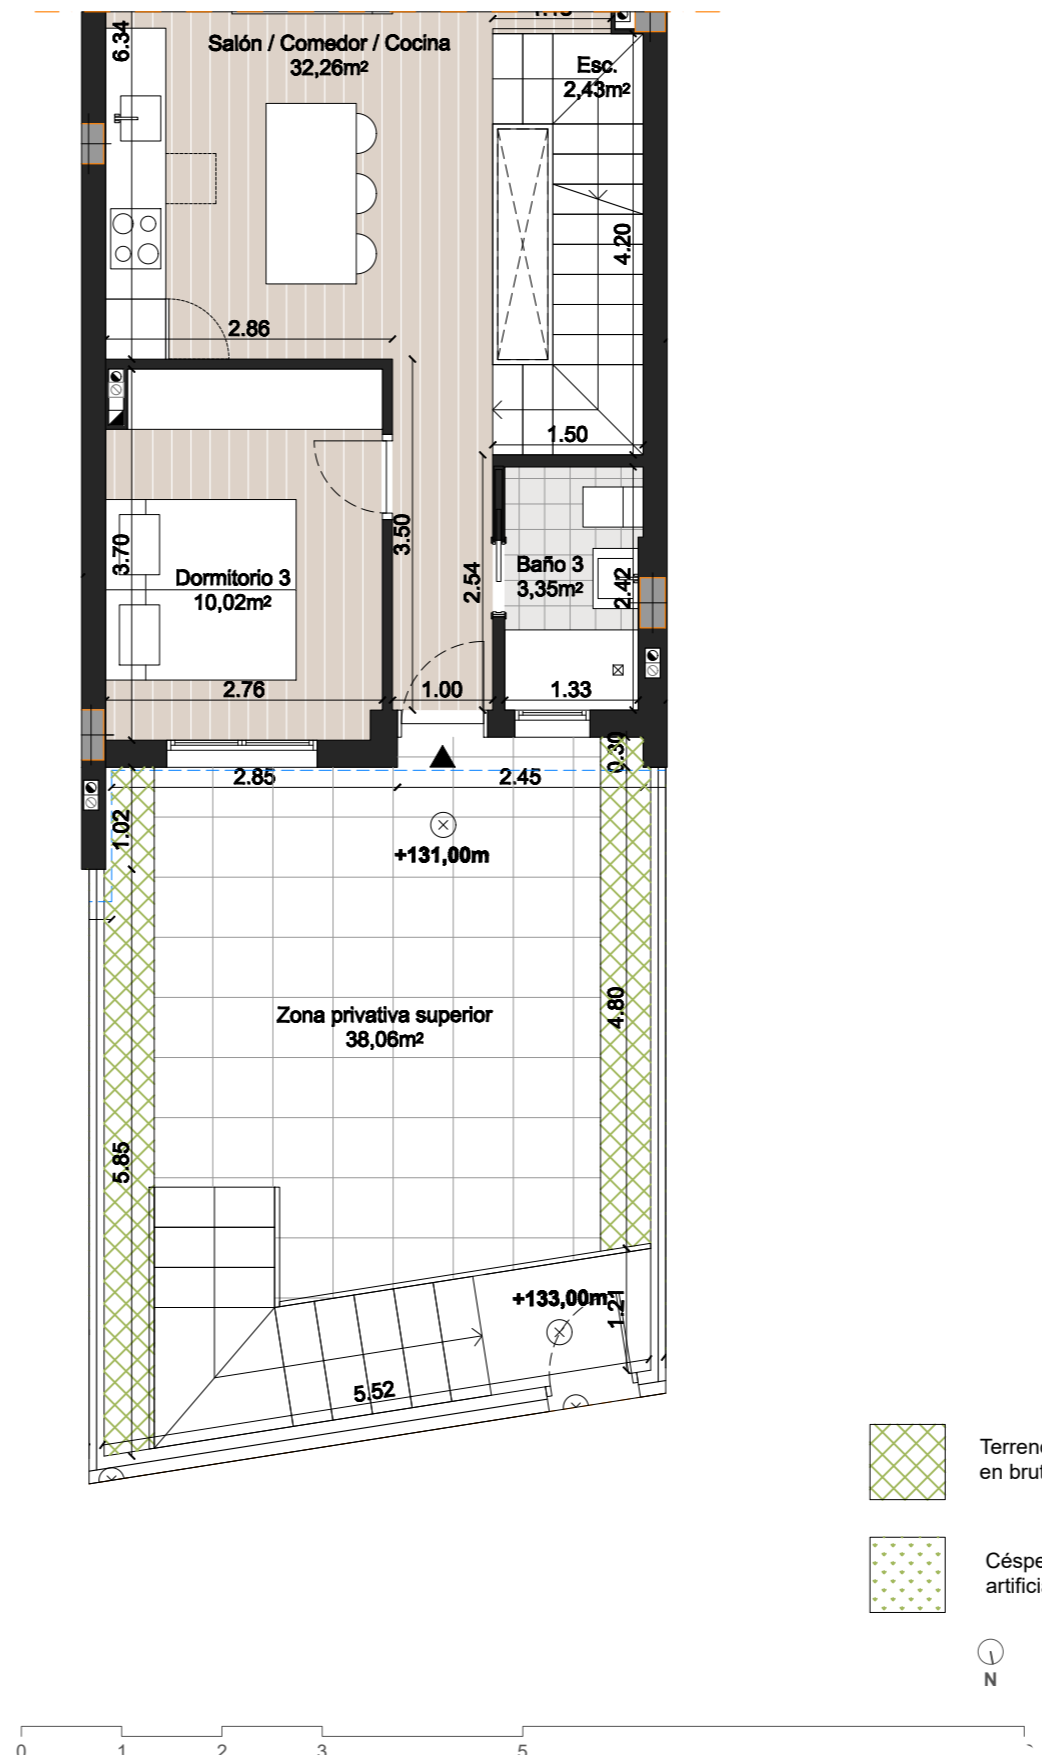 6.34
Salón / Comedor / Cocina
32,26m²
Esc.
2,43m²
4.20
2.86
1.50
3.70
3.50
2.54
Dormitorio 3
10,02m²
Baño 3
3,35m²
2.42
2.76
1.00
1.33
0.30
2.85
2.45
1.02
+131,00m
Zona privativa superior
38,06m²
4.80
5.85
+133,00m
1.21
5.52
en
N
0 1 2 3 5